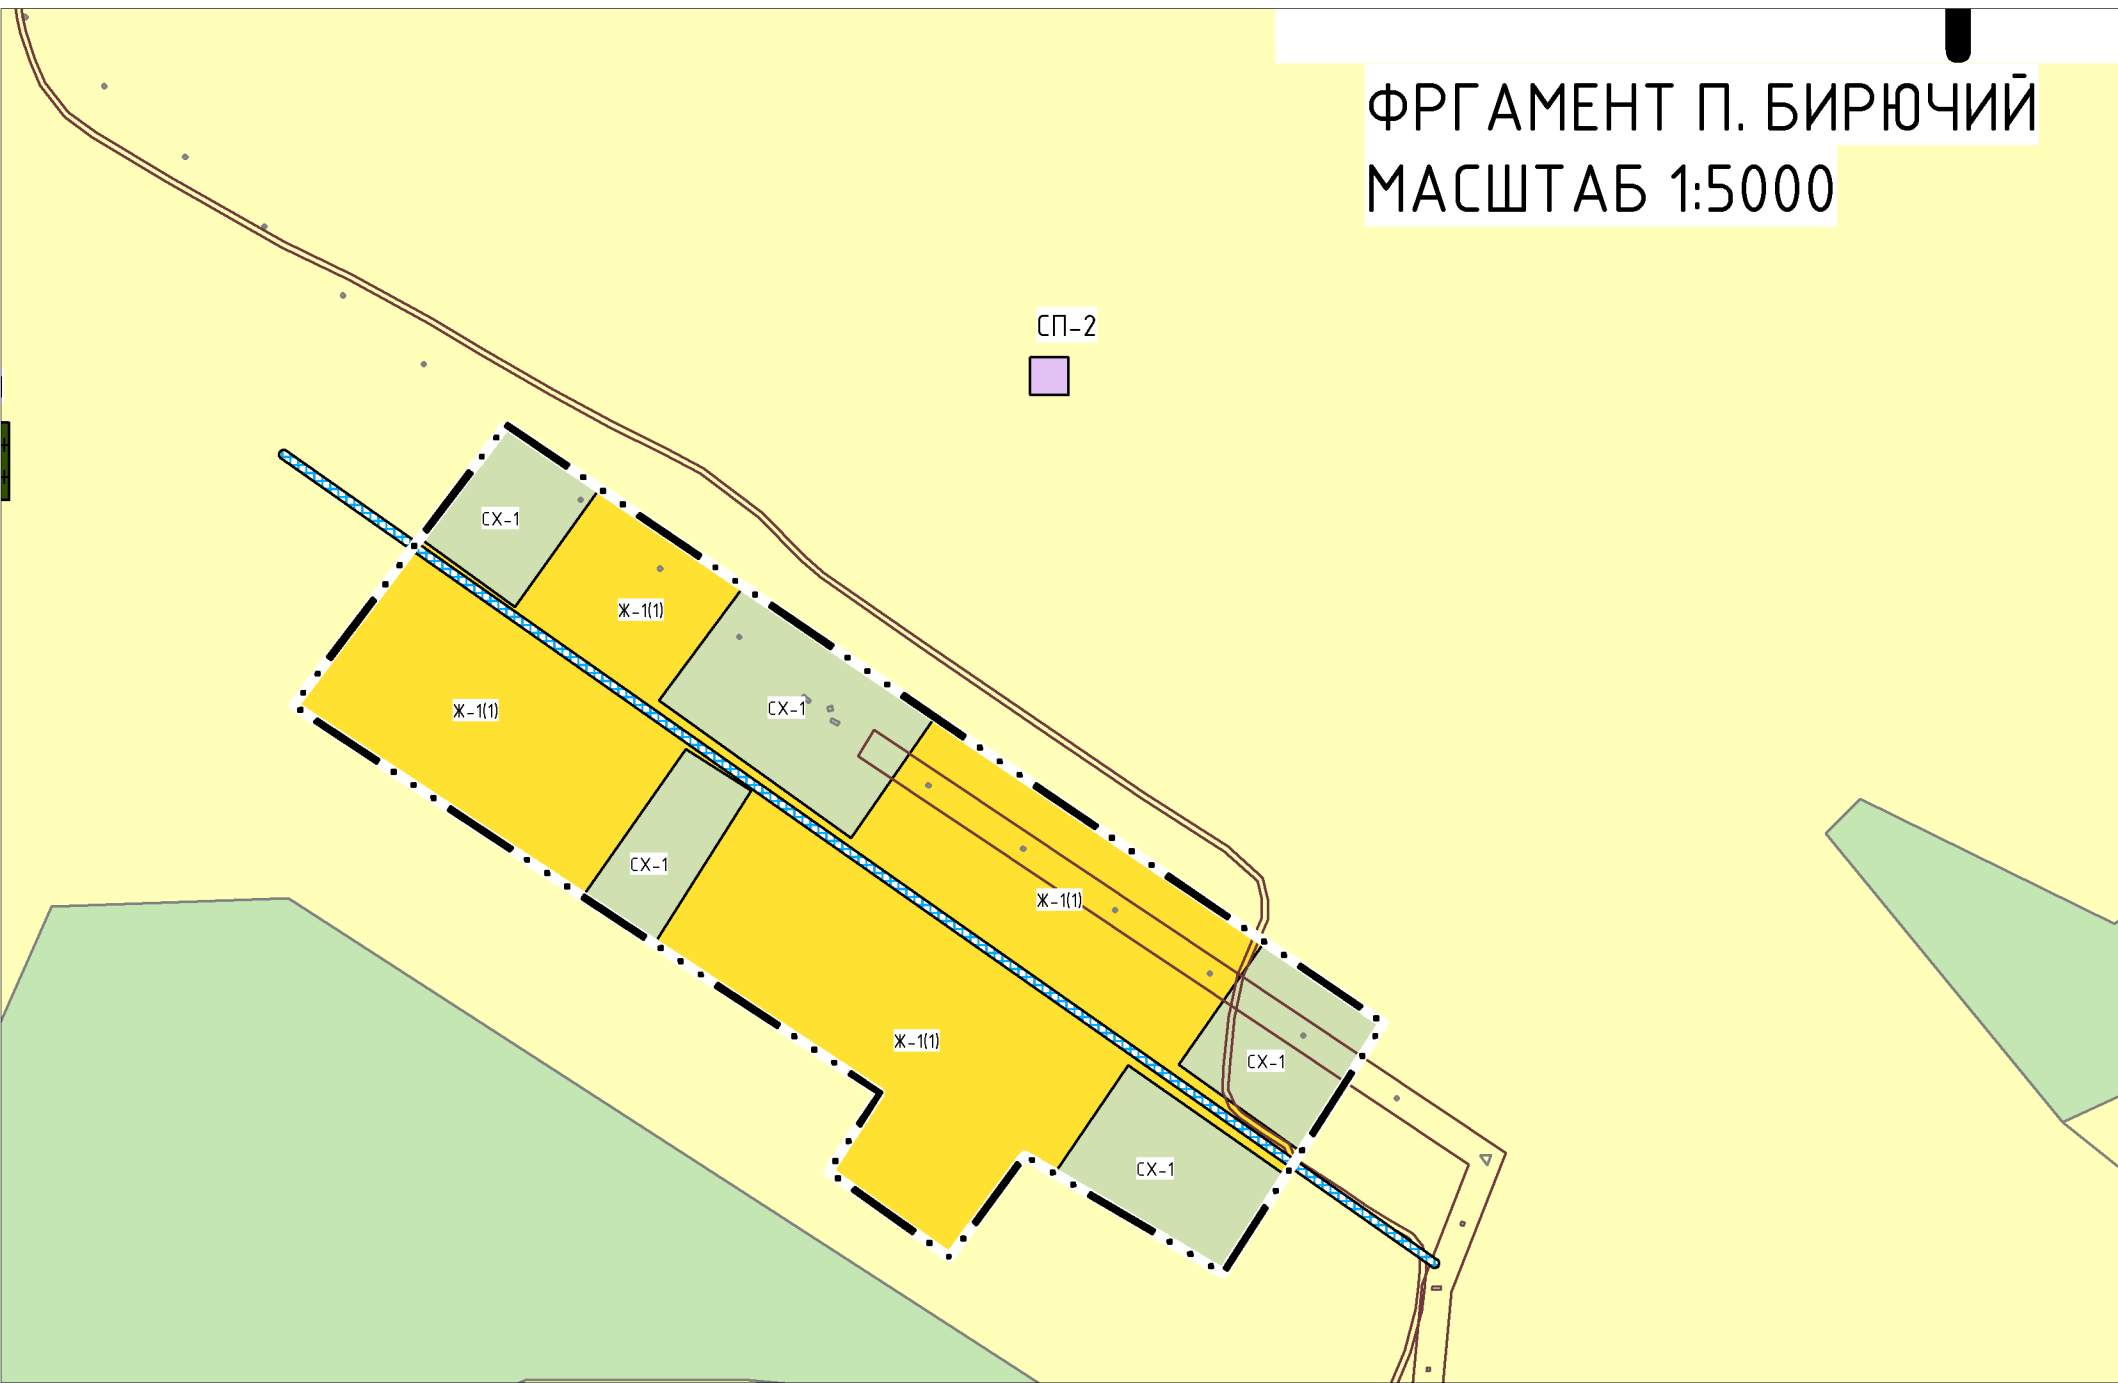 ФРГАМЕНТ П. БИРЮЧИЙ
МАСШТАБ 1:5000
СП-2
СХ-1
Ж-1(1)
СХ-1
Ж-1(1)
СХ-1
Ж-1(1)
Ж-1(1)
СХ-1
СХ-1